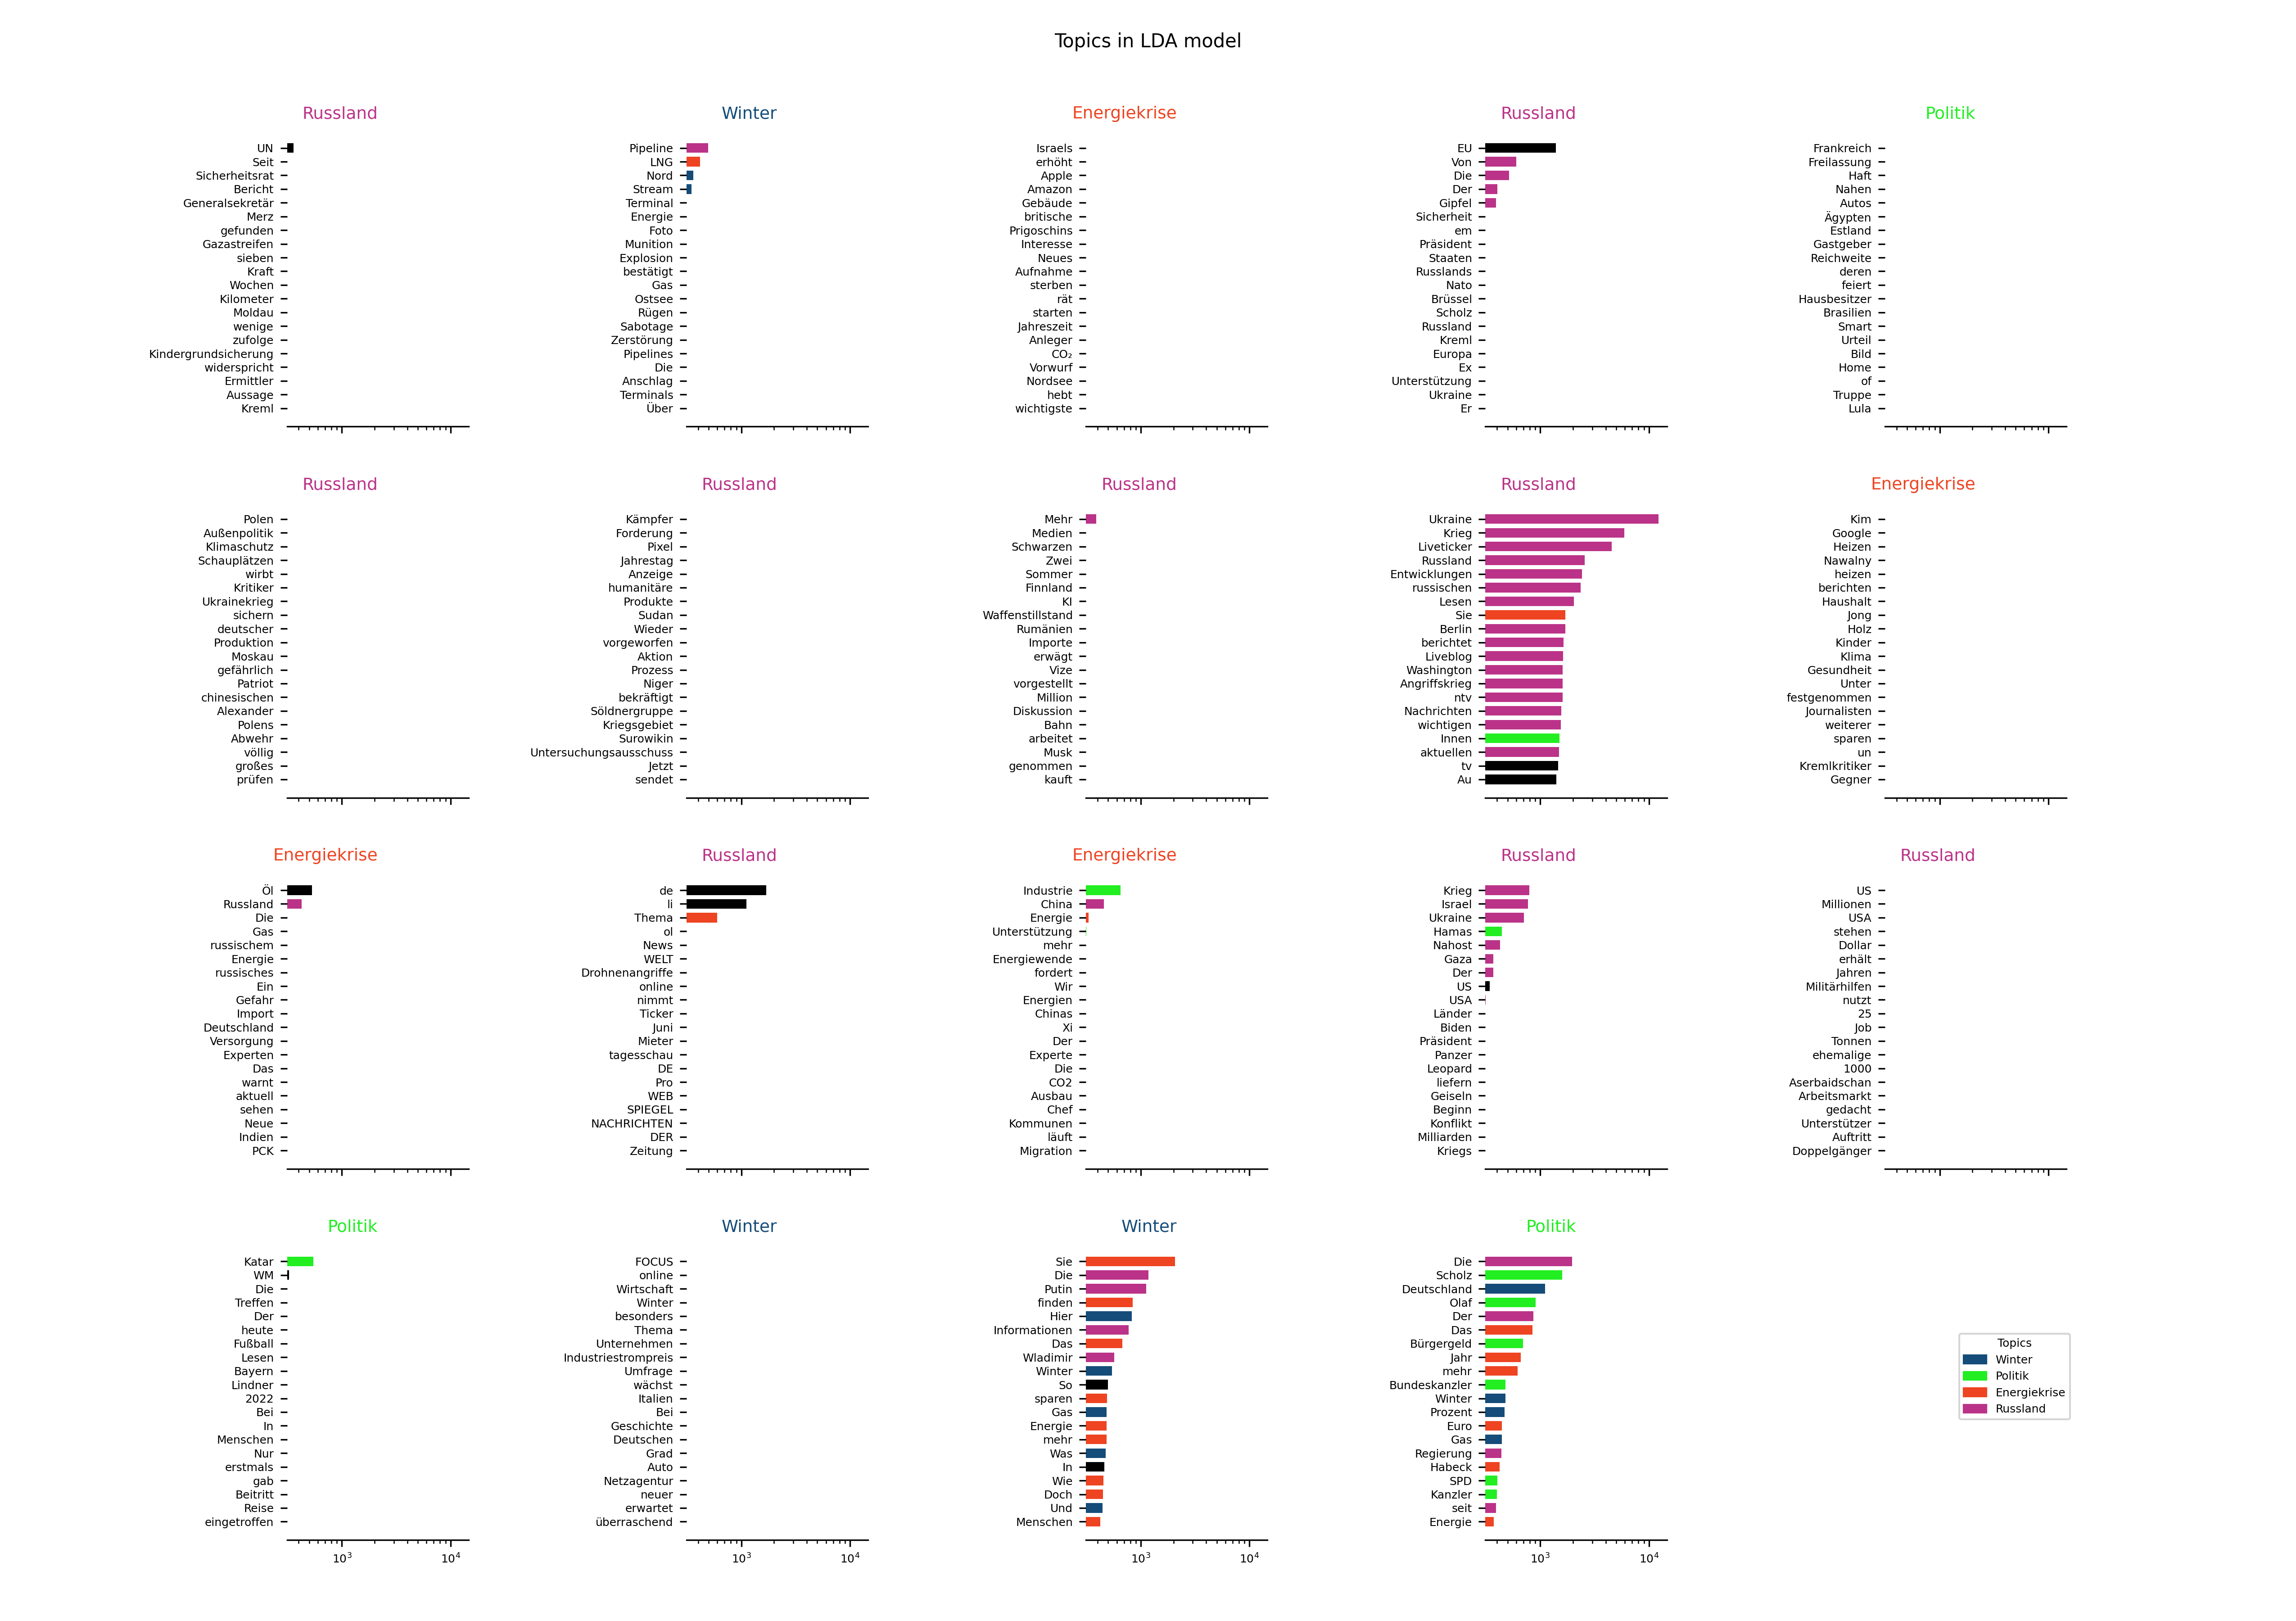 Topics in LDA model
Russland
UN
Seit
Sicherheitsrat
Bericht
Generalsekretär
Merz
gefunden
Gazastreifen
sieben
Kraft
Wochen
Kilometer
Moldau
wenige
zufolge
Kindergrundsicherung
widerspricht
Ermittler
Aussage
Kreml
Winter
Pipeline
LNG
Nord
Stream
Terminal
Energie
Foto
Munition
Explosion
bestätigt
Gas
Ostsee
Rügen
Sabotage
Zerstörung
Pipelines
Die
Anschlag
Terminals
Über
Energiekrise
Israels
erhöht
Apple
Amazon
Gebäude
britische
Prigoschins
Interesse
Neues
Aufnahme
sterben
rät
starten
Jahreszeit
Anleger
CO₂
Vorwurf
Nordsee
hebt
wichtigste
Russland
EU
Von
Die
Der
Gipfel
Sicherheit
em
Präsident
Staaten
Russlands
Nato
Brüssel
Scholz
Russland
Kreml
Europa
Ex
Unterstützung
Ukraine
Er
Politik
Frankreich
Freilassung
Haft
Nahen
Autos
Ägypten
Estland
Gastgeber
Reichweite
deren
feiert
Hausbesitzer
Brasilien
Smart
Urteil
Bild
Home
of
Truppe
Lula
Russland
Polen
Außenpolitik
Klimaschutz
Schauplätzen
wirbt
Kritiker
Ukrainekrieg
sichern
deutscher
Produktion
Moskau
gefährlich
Patriot
chinesischen
Alexander
Polens
Abwehr
völlig
großes
prüfen
Russland
Kämpfer
Forderung
Pixel
Jahrestag
Anzeige
humanitäre
Produkte
Sudan
Wieder
vorgeworfen
Aktion
Prozess
Niger
bekräftigt
Söldnergruppe
Kriegsgebiet
Surowikin
Untersuchungsausschuss
Jetzt
sendet
Russland
Mehr
Medien
Schwarzen
Zwei
Sommer
Finnland
KI
Waffenstillstand
Rumänien
Importe
erwägt
Vize
vorgestellt
Million
Diskussion
Bahn
arbeitet
Musk
genommen
kauft
Russland
Ukraine
Krieg
Liveticker
Russland
Entwicklungen
russischen
Lesen
Sie
Berlin
berichtet
Liveblog
Washington
Angriffskrieg
ntv
Nachrichten
wichtigen
Innen
aktuellen
tv
Au
Energiekrise
Kim
Google
Heizen
Nawalny
heizen
berichten
Haushalt
Jong
Holz
Kinder
Klima
Gesundheit
Unter
festgenommen
Journalisten
weiterer
sparen
un
Kremlkritiker
Gegner
Energiekrise
Öl
Russland
Die
Gas
russischem
Energie
russisches
Ein
Gefahr
Import
Deutschland
Versorgung
Experten
Das
warnt
aktuell
sehen
Neue
Indien
PCK
Russland
de
li
Thema
ol
News
WELT
Drohnenangriffe
online
nimmt
Ticker
Juni
Mieter
tagesschau
DE
Pro
WEB
SPIEGEL
NACHRICHTEN
DER
Zeitung
Energiekrise
Industrie
China
Energie
Unterstützung
mehr
Energiewende
fordert
Wir
Energien
Chinas
Xi
Der
Experte
Die
CO2
Ausbau
Chef
Kommunen
läuft
Migration
Russland
Krieg
Israel
Ukraine
Hamas
Nahost
Gaza
Der
US
USA
Länder
Biden
Präsident
Panzer
Leopard
liefern
Geiseln
Beginn
Konflikt
Milliarden
Kriegs
Russland
US
Millionen
USA
stehen
Dollar
erhält
Jahren
Militärhilfen
nutzt
25
Job
Tonnen
ehemalige
1000
Aserbaidschan
Arbeitsmarkt
gedacht
Unterstützer
Auftritt
Doppelgänger
Politik
Katar
WM
Die
Treffen
Der
heute
Fußball
Lesen
Bayern
Lindner
2022
Bei
In
Menschen
Nur
erstmals
gab
Beitritt
Reise
eingetroffen
10³ 10⁴
Winter
FOCUS
online
Wirtschaft
Winter
besonders
Thema
Unternehmen
Industriestrompreis
Umfrage
wächst
Italien
Bei
Geschichte
Deutschen
Grad
Auto
Netzagentur
neuer
erwartet
überraschend
10³ 10⁴
Winter
Sie
Die
Putin
finden
Hier
Informationen
Das
Wladimir
Winter
So
sparen
Gas
Energie
mehr
Was
In
Wie
Doch
Und
Menschen
10³ 10⁴
Politik
Die
Scholz
Deutschland
Olaf
Der
Das
Bürgergeld
Jahr
mehr
Bundeskanzler
Winter
Prozent
Euro
Gas
Regierung
Habeck
SPD
Kanzler
seit
Energie
10³ 10⁴
Topics
Winter
Politik
Energiekrise
Russland